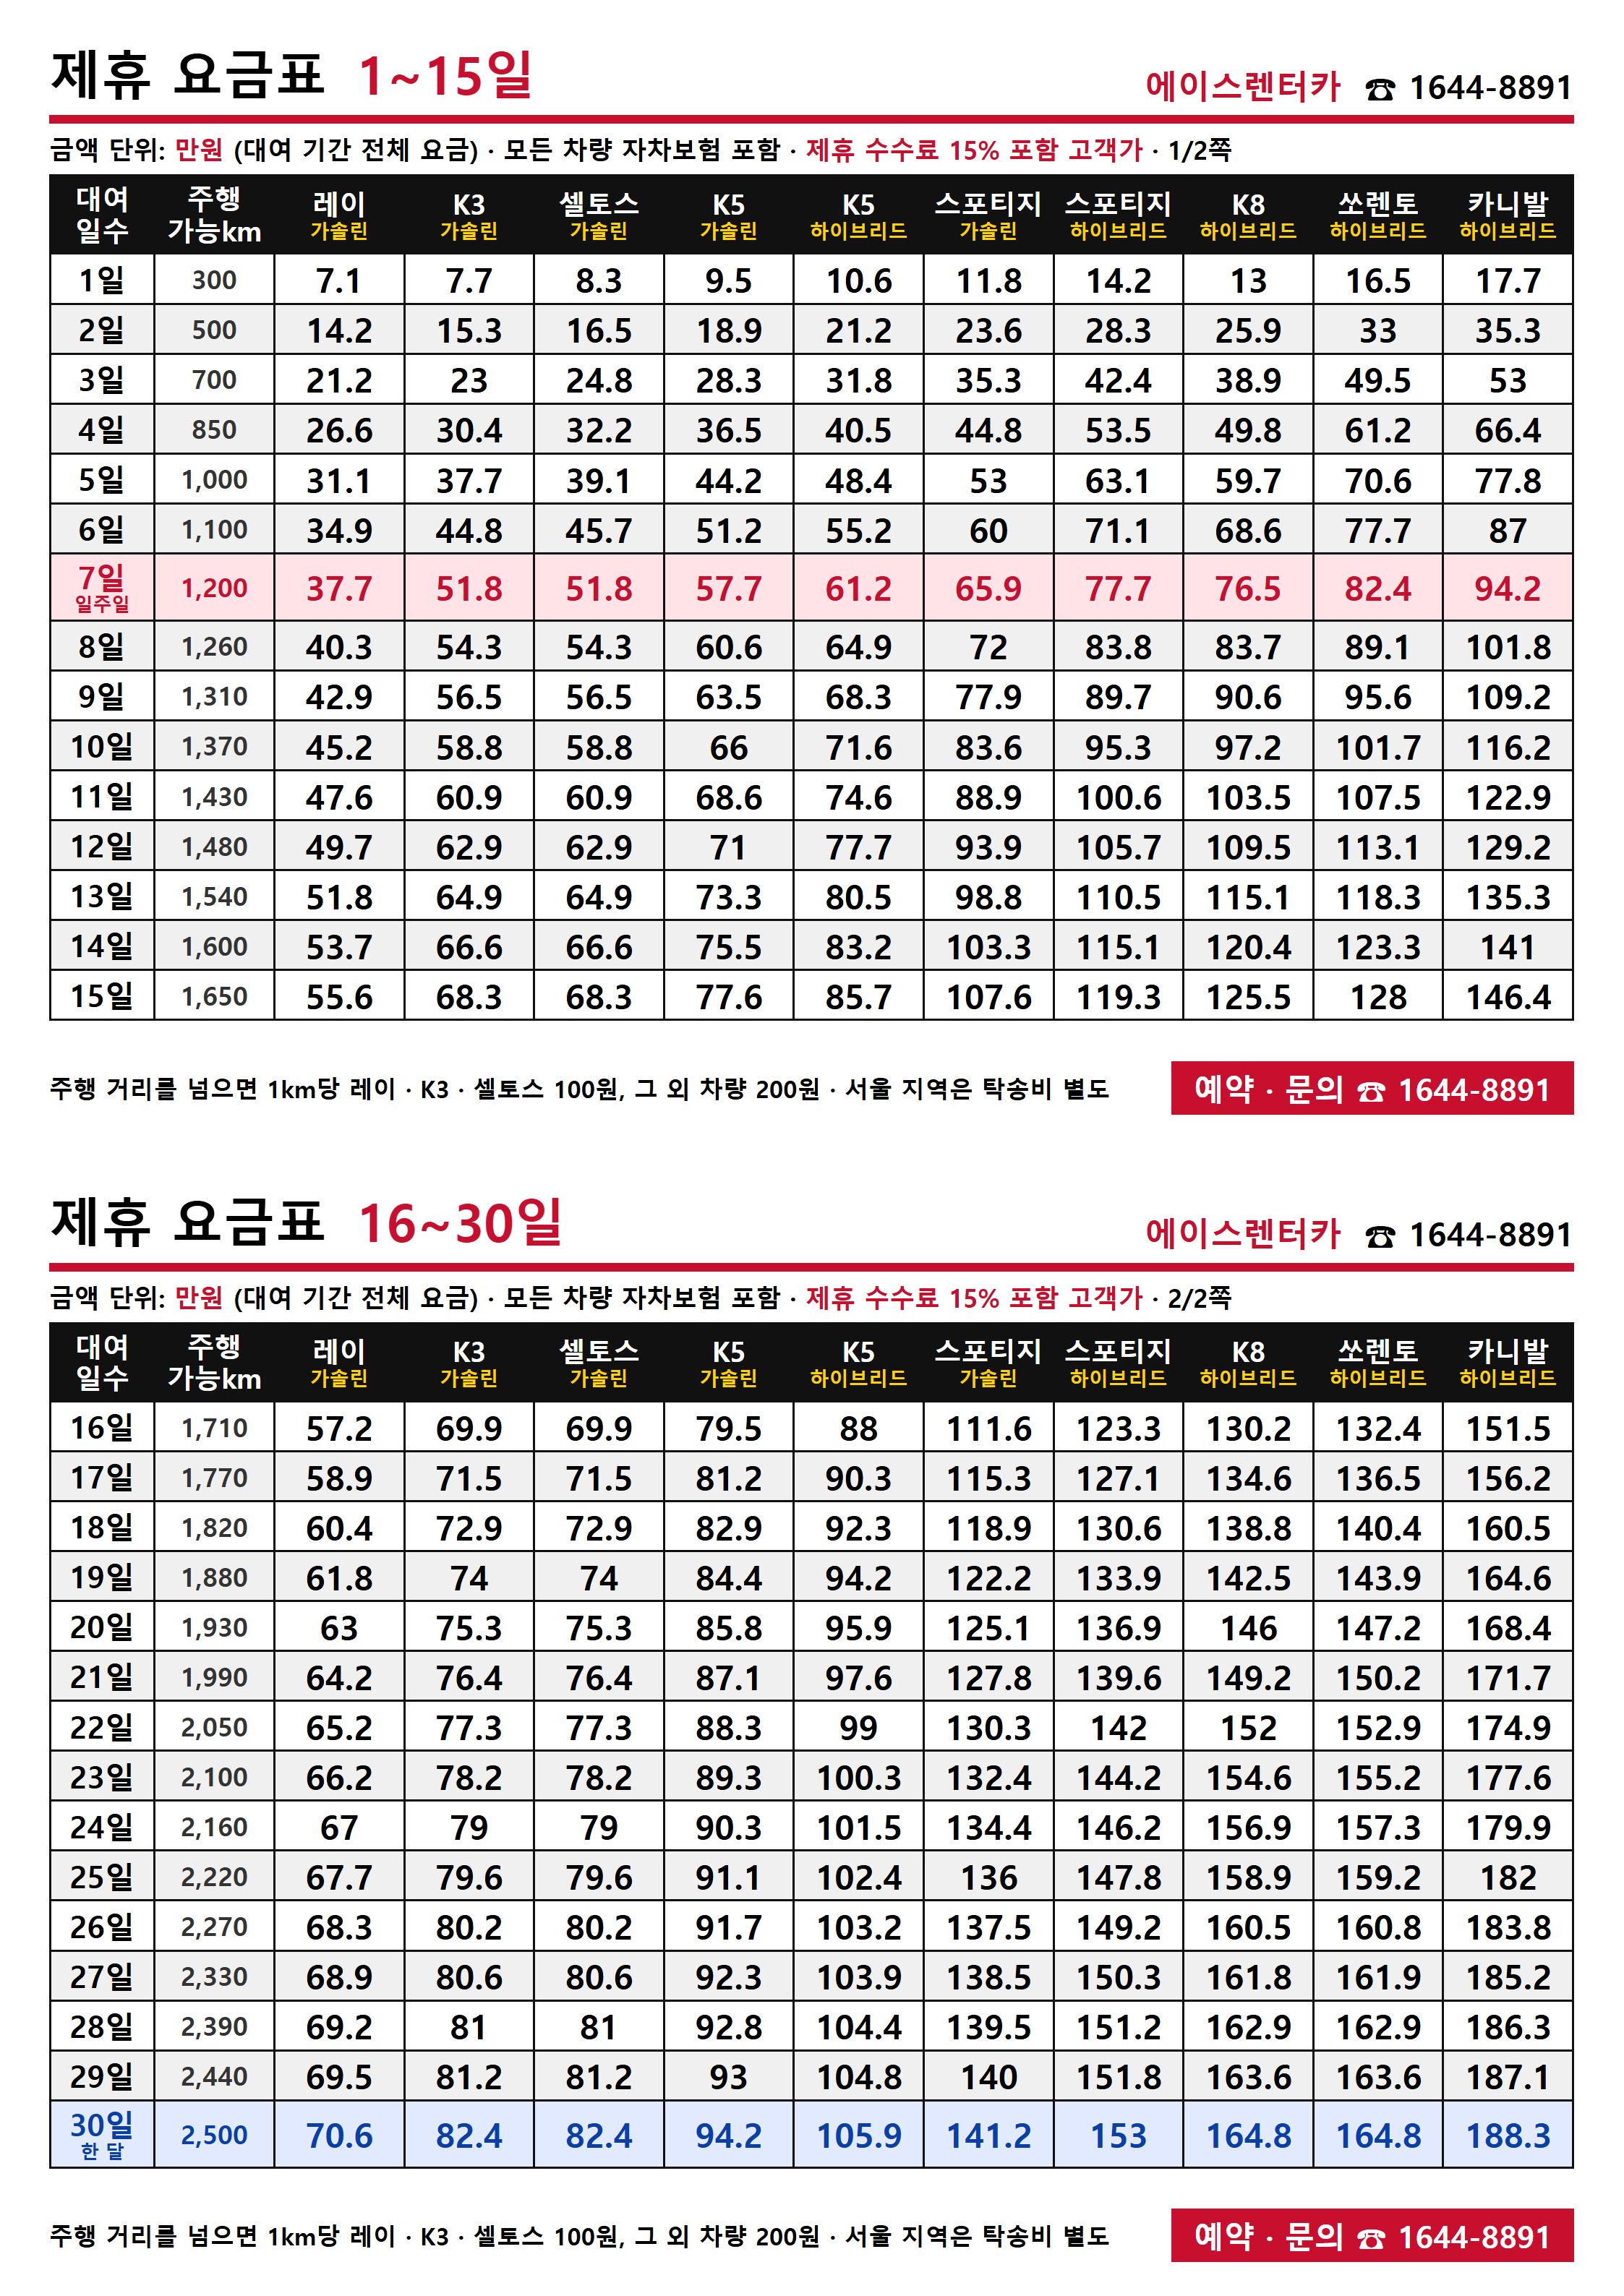 제휴 요금표 1~15일
에이스렌터카 ☎ 1644-8891
금액 단위: 만원 (대여 기간 전체 요금) · 모든 차량 자차보험 포함 · 제휴 수수료 15% 포함 고객가 · 1/2쪽
대여 일수 주행 가능km 레이 가솔린 K3 가솔린 셀토스 가솔린 K5 가솔린 K5 하이브리드 스포티지 가솔린 스포티지 하이브리드 K8 하이브리드 쏘렌토 하이브리드 카니발 하이브리드
1일 300 7.1 7.7 8.3 9.5 10.6 11.8 14.2 13 16.5 17.7
2일 500 14.2 15.3 16.5 18.9 21.2 23.6 28.3 25.9 33 35.3
3일 700 21.2 23 24.8 28.3 31.8 35.3 42.4 38.9 49.5 53
4일 850 26.6 30.4 32.2 36.5 40.5 44.8 53.5 49.8 61.2 66.4
5일 1,000 31.1 37.7 39.1 44.2 48.4 53 63.1 59.7 70.6 77.8
6일 1,100 34.9 44.8 45.7 51.2 55.2 60 71.1 68.6 77.7 87
7일 일주일 1,200 37.7 51.8 51.8 57.7 61.2 65.9 77.7 76.5 82.4 94.2
8일 1,260 40.3 54.3 54.3 60.6 64.9 72 83.8 83.7 89.1 101.8
9일 1,310 42.9 56.5 56.5 63.5 68.3 77.9 89.7 90.6 95.6 109.2
10일 1,370 45.2 58.8 58.8 66 71.6 83.6 95.3 97.2 101.7 116.2
11일 1,430 47.6 60.9 60.9 68.6 74.6 88.9 100.6 103.5 107.5 122.9
12일 1,480 49.7 62.9 62.9 71 77.7 93.9 105.7 109.5 113.1 129.2
13일 1,540 51.8 64.9 64.9 73.3 80.5 98.8 110.5 115.1 118.3 135.3
14일 1,600 53.7 66.6 66.6 75.5 83.2 103.3 115.1 120.4 123.3 141
15일 1,650 55.6 68.3 68.3 77.6 85.7 107.6 119.3 125.5 128 146.4
주행 거리를 넘으면 1km당 레이 · K3 · 셀토스 100원, 그 외 차량 200원 · 서울 지역은 탁송비 별도
예약 · 문의 ☎ 1644-8891
제휴 요금표 16~30일
에이스렌터카 ☎ 1644-8891
금액 단위: 만원 (대여 기간 전체 요금) · 모든 차량 자차보험 포함 · 제휴 수수료 15% 포함 고객가 · 2/2쪽
대여 일수 주행 가능km 레이 가솔린 K3 가솔린 셀토스 가솔린 K5 가솔린 K5 하이브리드 스포티지 가솔린 스포티지 하이브리드 K8 하이브리드 쏘렌토 하이브리드 카니발 하이브리드
16일 1,710 57.2 69.9 69.9 79.5 88 111.6 123.3 130.2 132.4 151.5
17일 1,770 58.9 71.5 71.5 81.2 90.3 115.3 127.1 134.6 136.5 156.2
18일 1,820 60.4 72.9 72.9 82.9 92.3 118.9 130.6 138.8 140.4 160.5
19일 1,880 61.8 74 74 84.4 94.2 122.2 133.9 142.5 143.9 164.6
20일 1,930 63 75.3 75.3 85.8 95.9 125.1 136.9 146 147.2 168.4
21일 1,990 64.2 76.4 76.4 87.1 97.6 127.8 139.6 149.2 150.2 171.7
22일 2,050 65.2 77.3 77.3 88.3 99 130.3 142 152 152.9 174.9
23일 2,100 66.2 78.2 78.2 89.3 100.3 132.4 144.2 154.6 155.2 177.6
24일 2,160 67 79 79 90.3 101.5 134.4 146.2 156.9 157.3 179.9
25일 2,220 67.7 79.6 79.6 91.1 102.4 136 147.8 158.9 159.2 182
26일 2,270 68.3 80.2 80.2 91.7 103.2 137.5 149.2 160.5 160.8 183.8
27일 2,330 68.9 80.6 80.6 92.3 103.9 138.5 150.3 161.8 161.9 185.2
28일 2,390 69.2 81 81 92.8 104.4 139.5 151.2 162.9 162.9 186.3
29일 2,440 69.5 81.2 81.2 93 104.8 140 151.8 163.6 163.6 187.1
30일 한 달 2,500 70.6 82.4 82.4 94.2 105.9 141.2 153 164.8 164.8 188.3
주행 거리를 넘으면 1km당 레이 · K3 · 셀토스 100원, 그 외 차량 200원 · 서울 지역은 탁송비 별도
예약 · 문의 ☎ 1644-8891